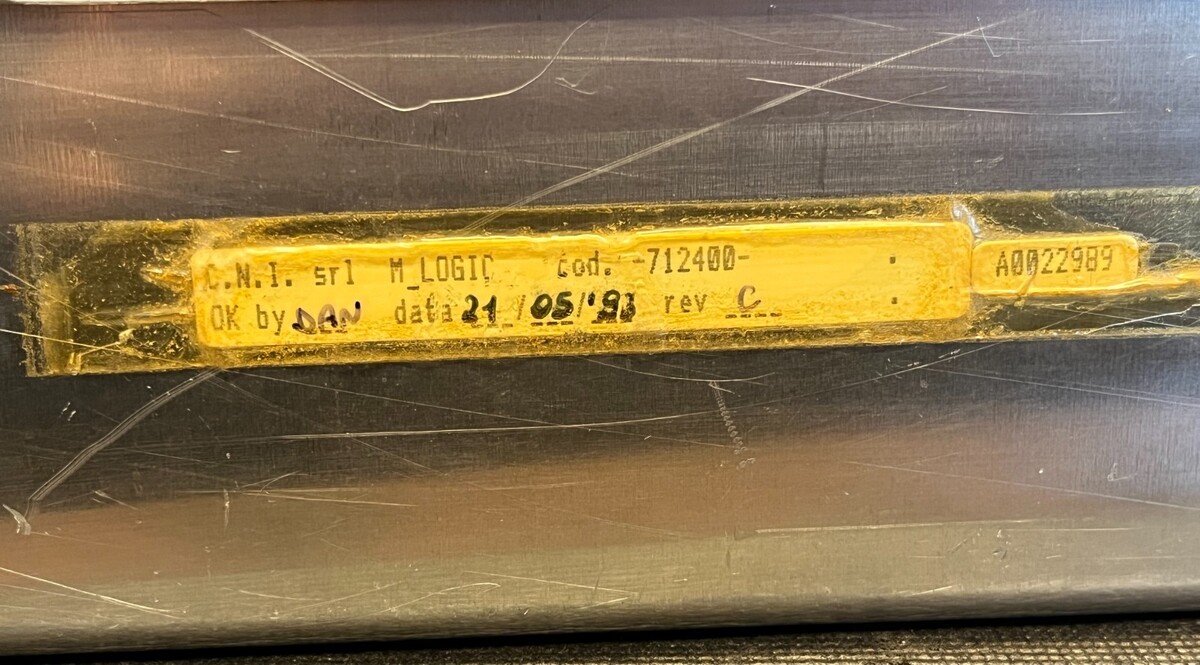 C.N.I. srl M_LOGIC cod. -712400-
OK by DAN data 21/05/'93 rev C
A0022989